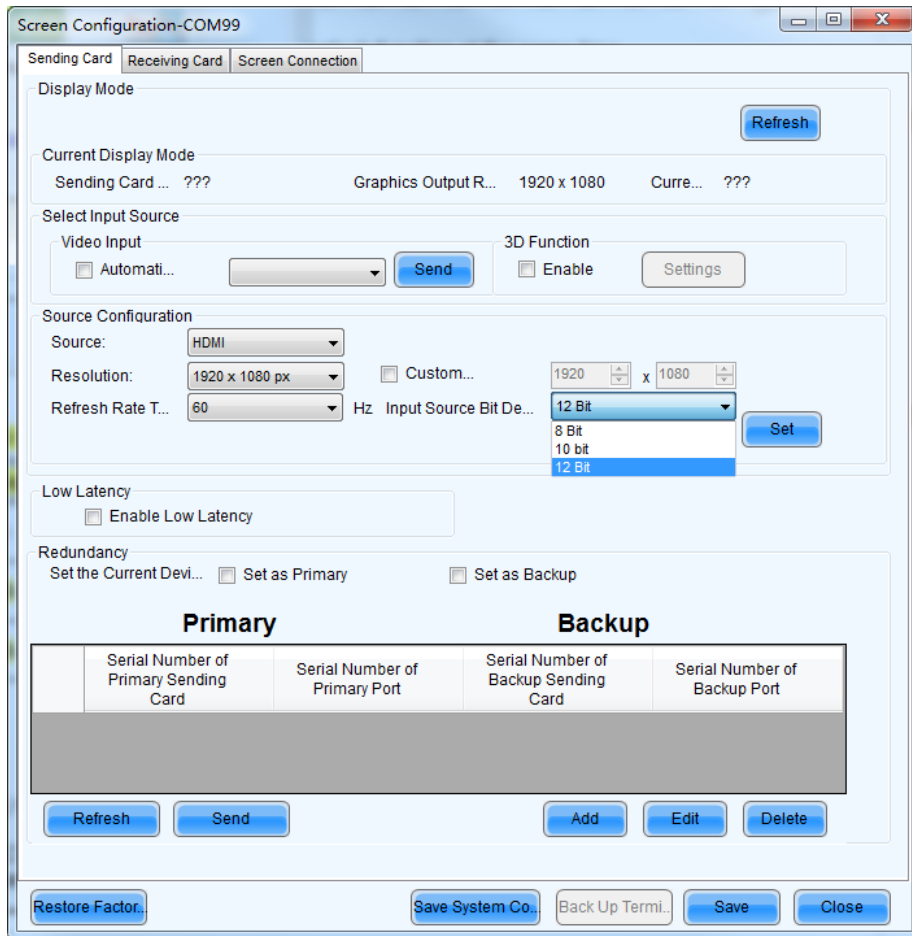 Screen Configuration-COM99
Sending Card Receiving Card Screen Connection
Display Mode
Refresh
Current Display Mode
Sending Card ... ??? Graphics Output R... 1920 x 1080 Curre... ???
Select Input Source
Video Input 3D Function
Automati... Send Enable Settings
Source Configuration
Source: HDMI
Resolution: 1920 x 1080 px Custom... 1920 x 1080
Refresh Rate T... 60 Hz Input Source Bit De... 12 Bit
8 Bit Set
10 bit
12 Bit
Low Latency
Enable Low Latency
Redundancy
Set the Current Devi... Set as Primary Set as Backup
Primary Backup
Serial Number of Primary Sending Card Serial Number of Primary Port Serial Number of Backup Sending Card Serial Number of Backup Port
Refresh Send Add Edit Delete
Restore Factor... Save System Co... Back Up Termi... Save Close